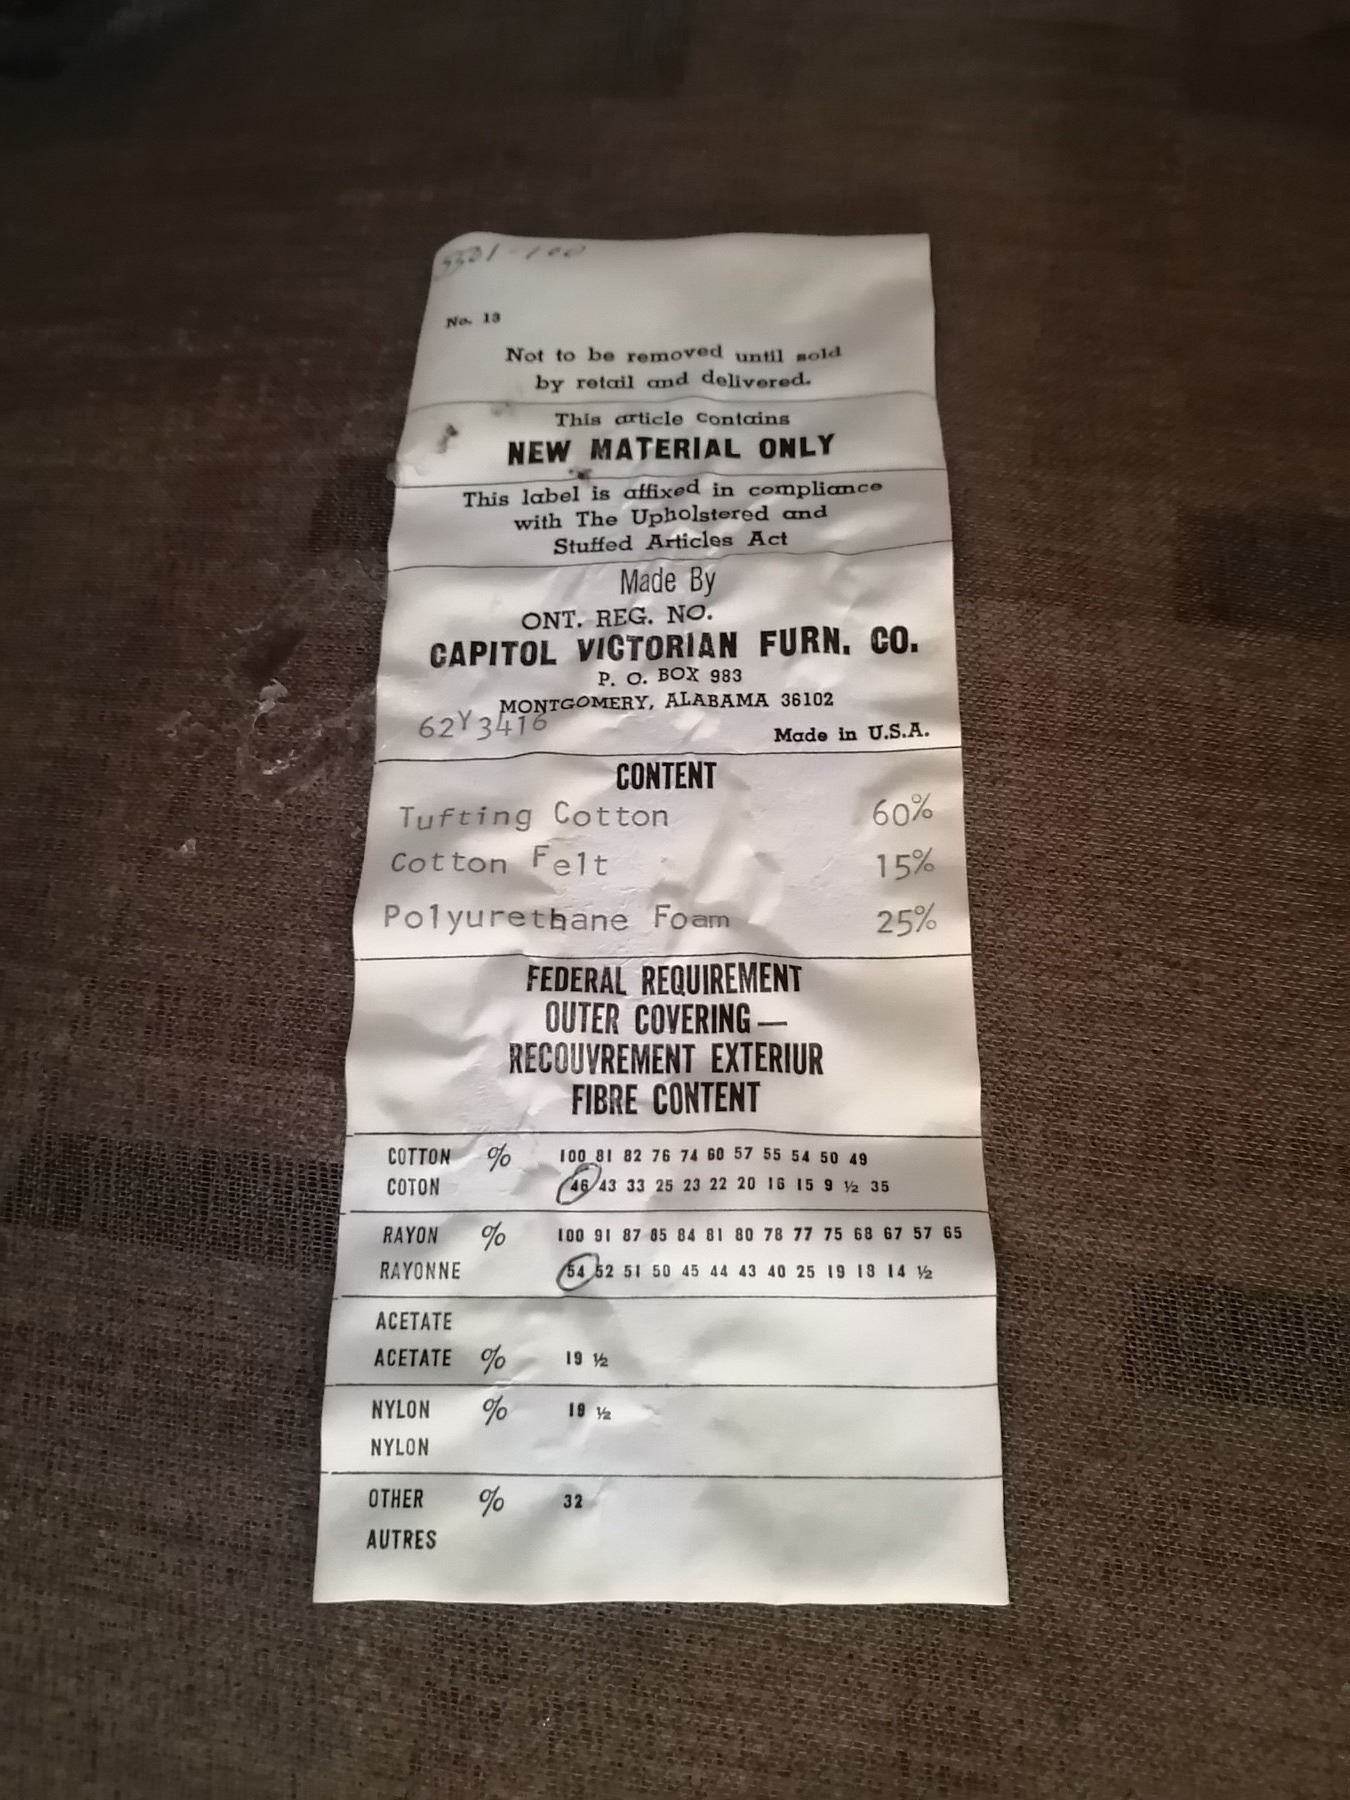 5501-100
No. 13
Not to be removed until sold
by retail and delivered.
This article contains
NEW MATERIAL ONLY
This label is affixed in compliance
with The Upholstered and
Stuffed Articles Act
Made By
ONT. REG. NO.
CAPITOL VICTORIAN FURN. CO.
P. O. BOX 983
MONTGOMERY, ALABAMA 36102
62Y3416
Made in U.S.A.
CONTENT
Tufting Cotton 60%
Cotton Felt 15%
Polyurethane Foam 25%
FEDERAL REQUIREMENT
OUTER COVERING—
RECOUVREMENT EXTERIUR
FIBRE CONTENT
COTTON % 100 81 82 76 74 60 57 55 54 50 49
COTON 46 43 33 25 23 22 20 16 15 9 ½ 35
RAYON % 100 91 87 85 84 81 80 78 77 75 68 67 57 65
RAYONNE 54 52 51 50 45 44 43 40 25 19 18 14 ½
ACETATE
ACETATE % 19 ½
NYLON % 19 ½
NYLON
OTHER % 32
AUTRES